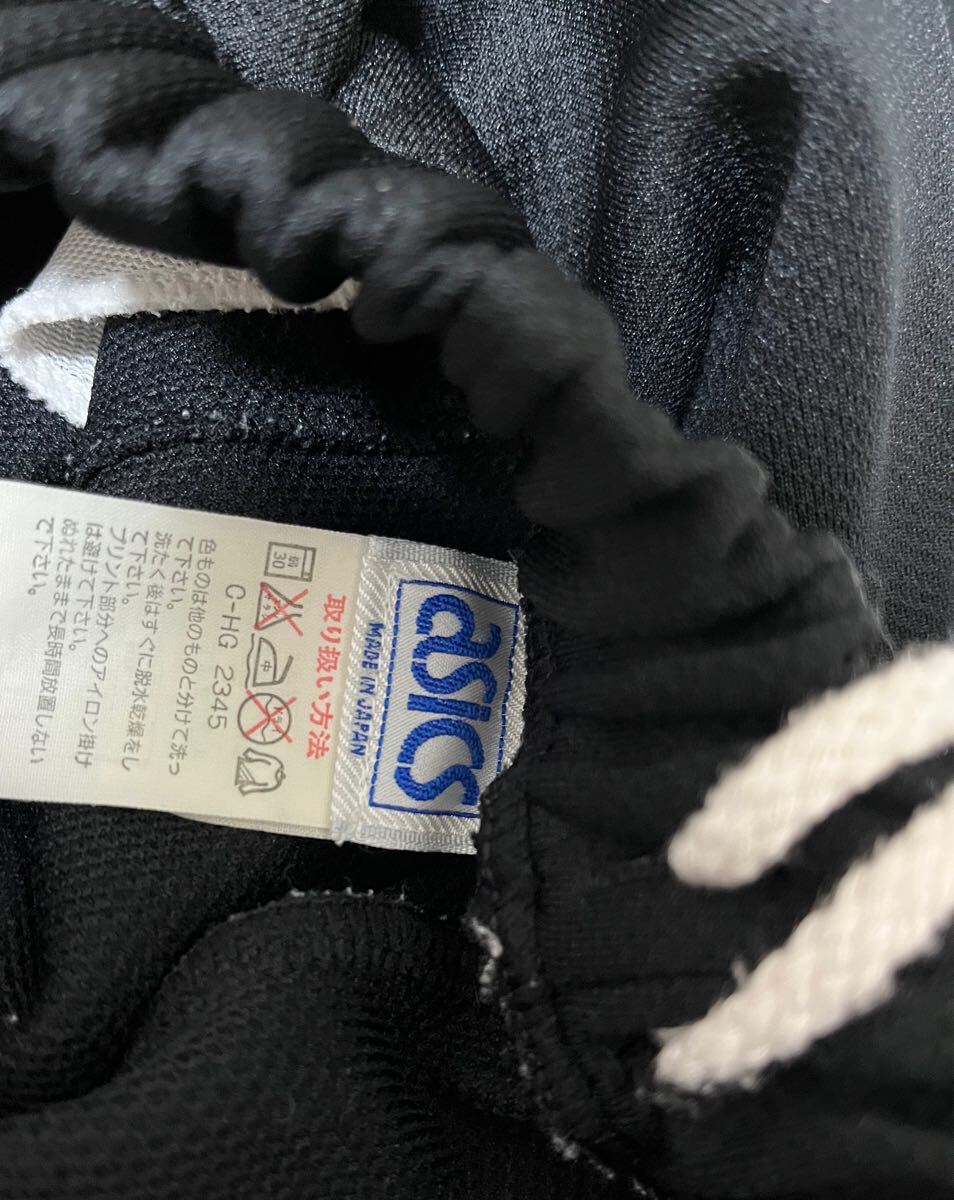 asics
MADE IN JAPAN
取り扱い方法
弱
30
中
C-HG 2345
色ものは他のものと分けて洗っ
て下さい。
洗たく後はすぐに脱水乾燥をし
て下さい。
プリント部分へのアイロン掛け
は避けて下さい。
ぬれたままで長時間放置しない
で下さい。